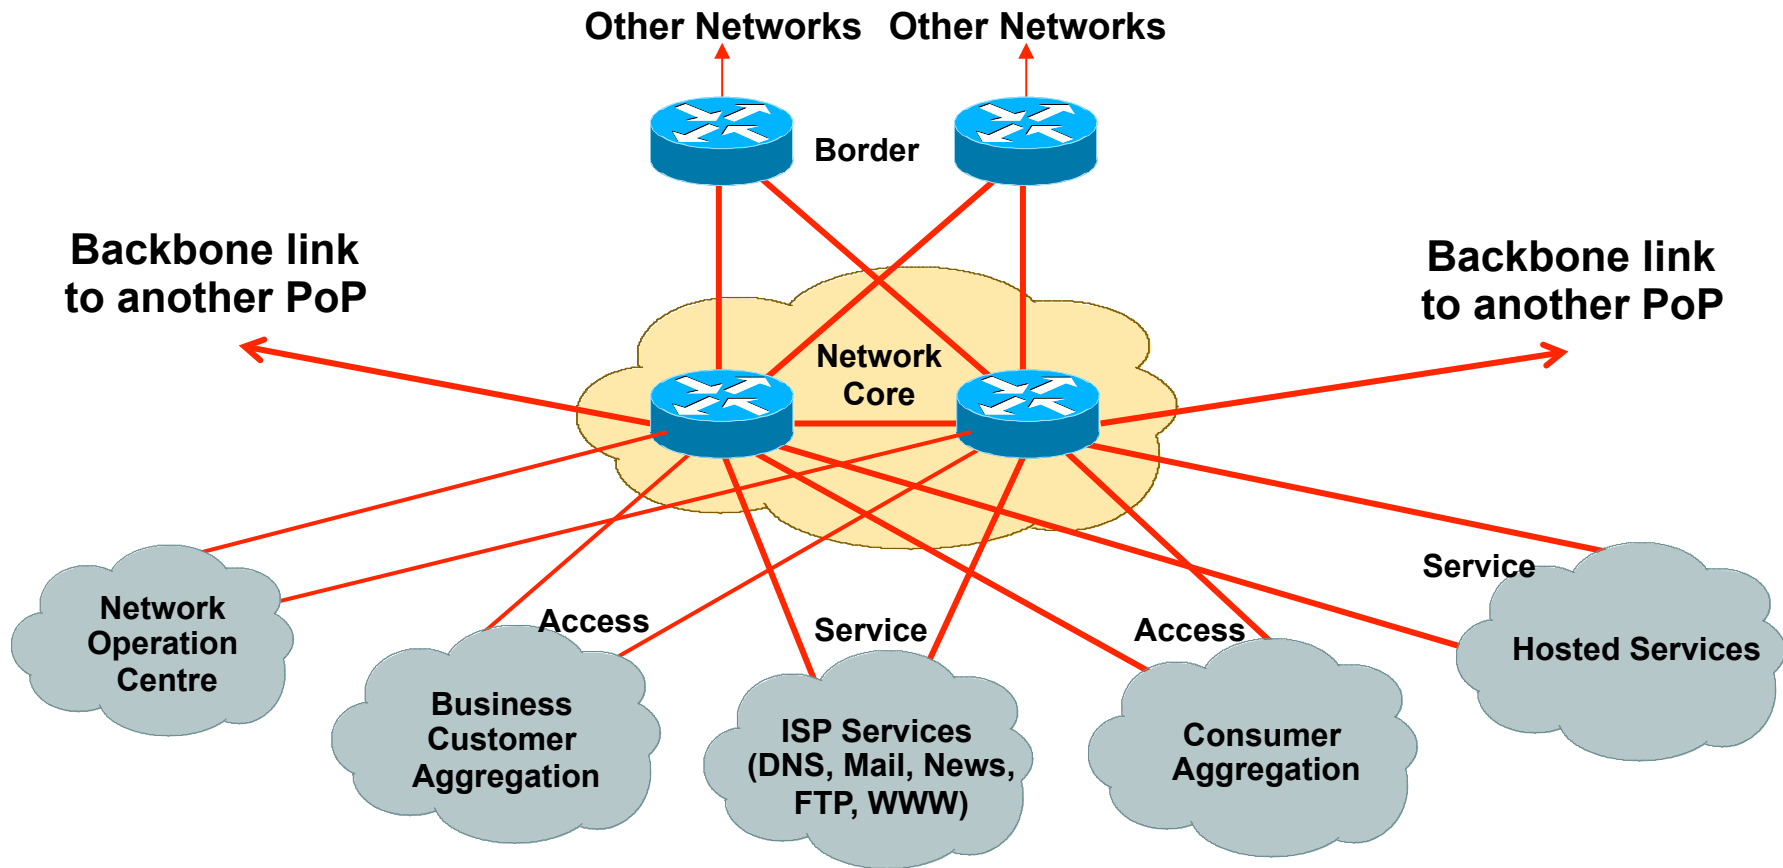 Other Networks
Other Networks
Border
Backbone link
to another PoP
Backbone link
to another PoP
Network
Core
Network
Operation
Centre
Access
Business
Customer
Aggregation
Service
ISP Services
(DNS, Mail, News,
FTP, WWW)
Access
Consumer
Aggregation
Service
Hosted Services